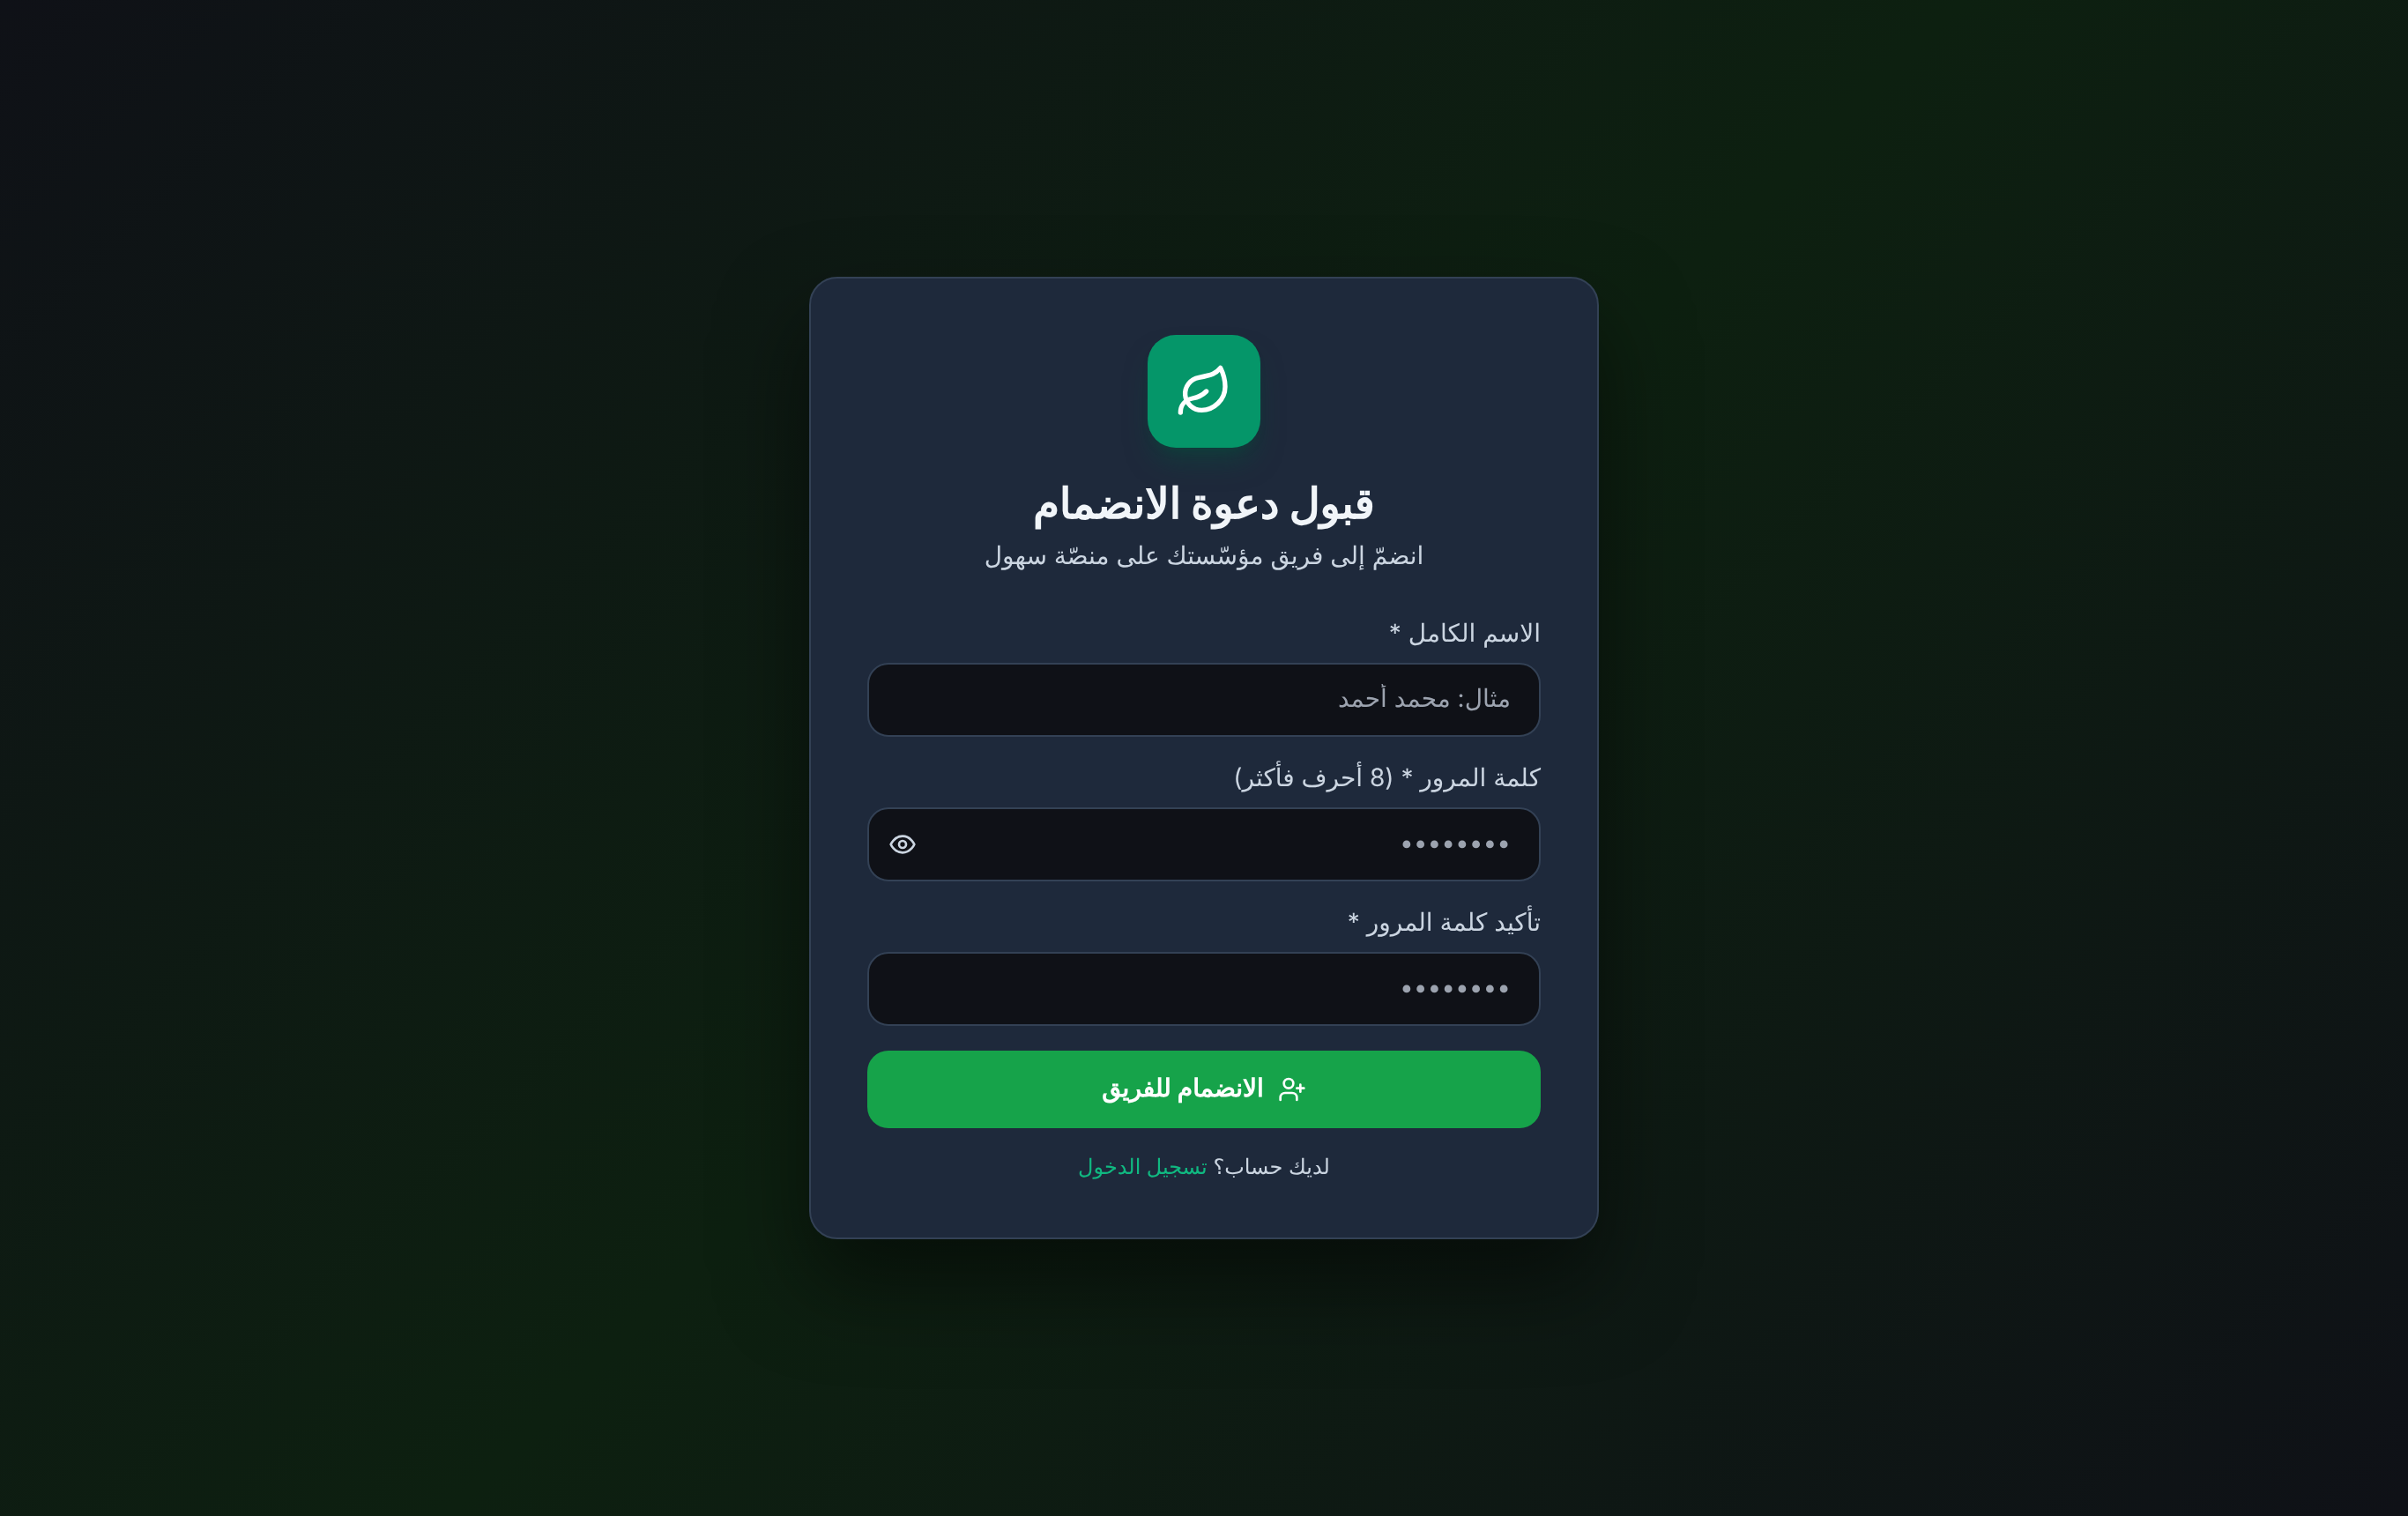 قبول دعوة الانضمام
انضمّ إلى فريق مؤسّستك على منصّة سهول
الاسم الكامل *
مثال: محمد أحمد
كلمة المرور * (8 أحرف فأكثر)
••••••••
تأكيد كلمة المرور *
••••••••
الانضمام للفريق
لديك حساب؟ تسجيل الدخول